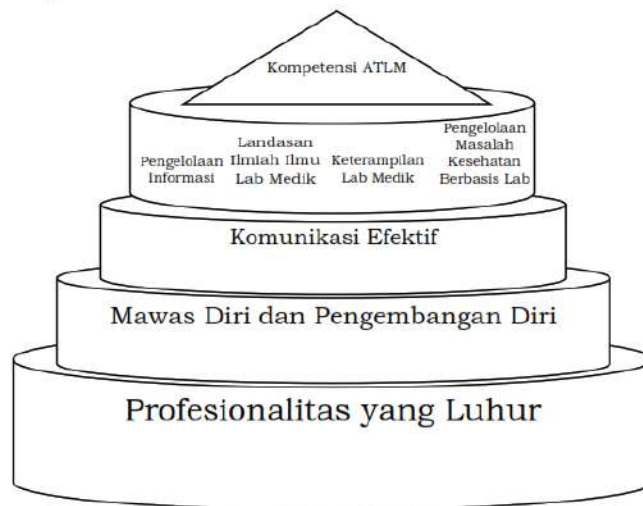 Kompetensi ATLM
Pengelolaan
Informasi
Landasan
Ilmiah Ilmu
Lab Medik
Keterampilan
Lab Medik
Pengelolaan
Masalah
Kesehatan
Berbasis Lab
Komunikasi Efektif
Mawas Diri dan Pengembangan Diri
Profesionalitas yang Luhur